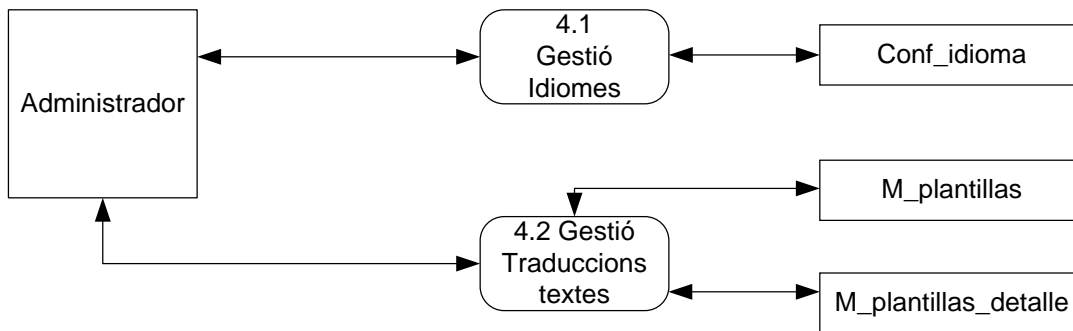 Administrador
4.1
Gestió
Idiomes
Conf_idioma
M_plantillas
4.2 Gestió
Traduccions
textes
M_plantillas_detalle